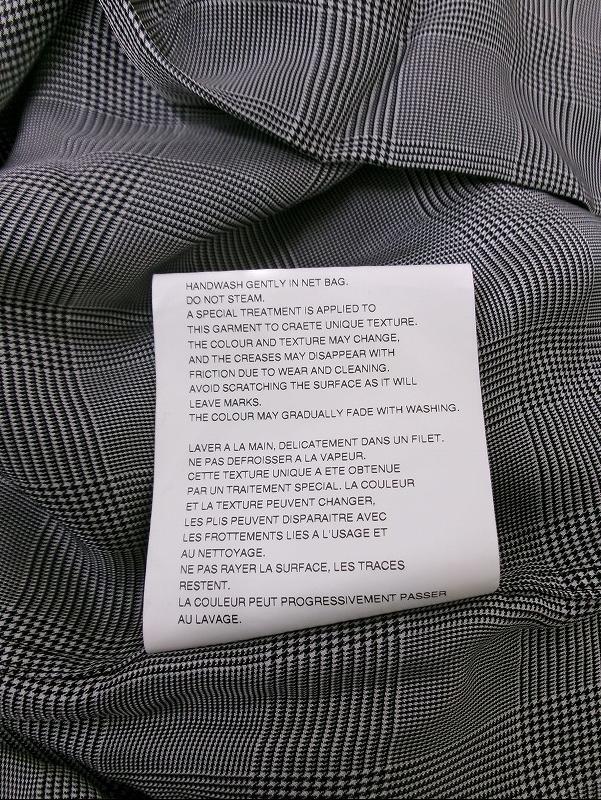 HANDWASH GENTLY IN NET BAG.
DO NOT STEAM.
A SPECIAL TREATMENT IS APPLIED TO
THIS GARMENT TO CRAETE UNIQUE TEXTURE.
THE COLOUR AND TEXTURE MAY CHANGE,
AND THE CREASES MAY DISAPPEAR WITH
FRICTION DUE TO WEAR AND CLEANING.
AVOID SCRATCHING THE SURFACE AS IT WILL
LEAVE MARKS.
THE COLOUR MAY GRADUALLY FADE WITH WASHING.
LAVER A LA MAIN, DELICATEMENT DANS UN FILET.
NE PAS DEFROISSER A LA VAPEUR.
CETTE TEXTURE UNIQUE A ETE OBTENUE
PAR UN TRAITEMENT SPECIAL. LA COULEUR
ET LA TEXTURE PEUVENT CHANGER,
LES PLIS PEUVENT DISPARAITRE AVEC
LES FROTTEMENTS LIES A L'USAGE ET
AU NETTOYAGE.
NE PAS RAYER LA SURFACE, LES TRACES
RESTENT.
LA COULEUR PEUT PROGRESSIVEMENT PASSER
AU LAVAGE.